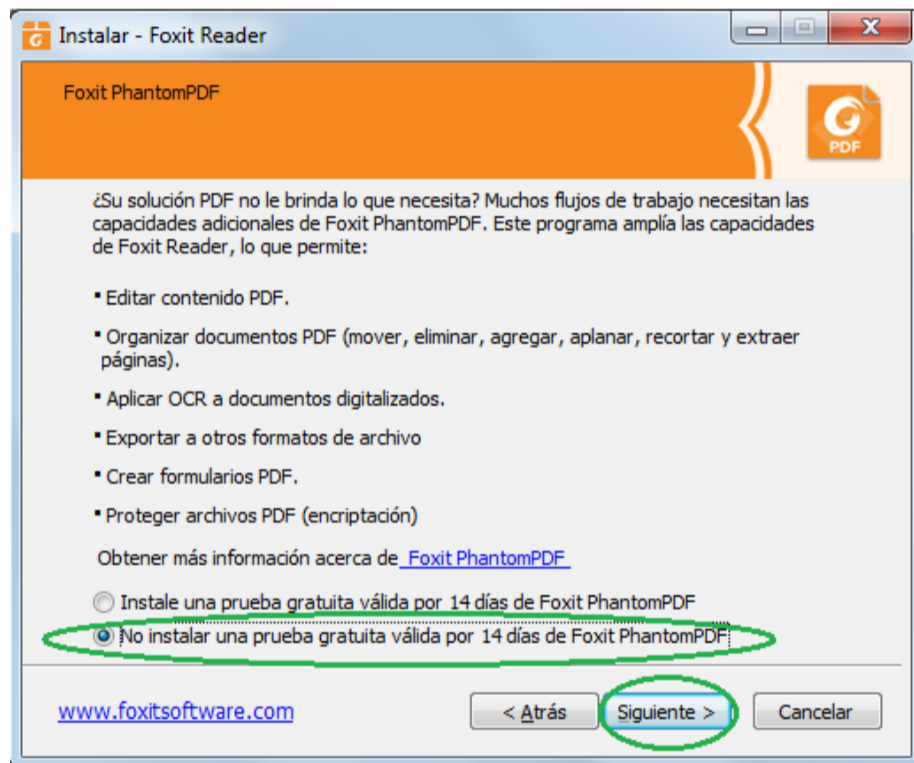 Instalar - Foxit Reader
Foxit PhantomPDF
PDF
¿Su solución PDF no le brinda lo que necesita? Muchos flujos de trabajo necesitan las
capacidades adicionales de Foxit PhantomPDF. Este programa amplía las capacidades
de Foxit Reader, lo que permite:
▪ Editar contenido PDF.
▪ Organizar documentos PDF (mover, eliminar, agregar, aplanar, recortar y extraer
páginas).
▪ Aplicar OCR a documentos digitalizados.
▪ Exportar a otros formatos de archivo
▪ Crear formularios PDF.
▪ Proteger archivos PDF (encriptación)
Obtener más información acerca de Foxit PhantomPDF
Instale una prueba gratuita válida por 14 días de Foxit PhantomPDF
No instalar una prueba gratuita válida por 14 días de Foxit PhantomPDF
www.foxitsoftware.com
< Atrás
Siguiente >
Cancelar